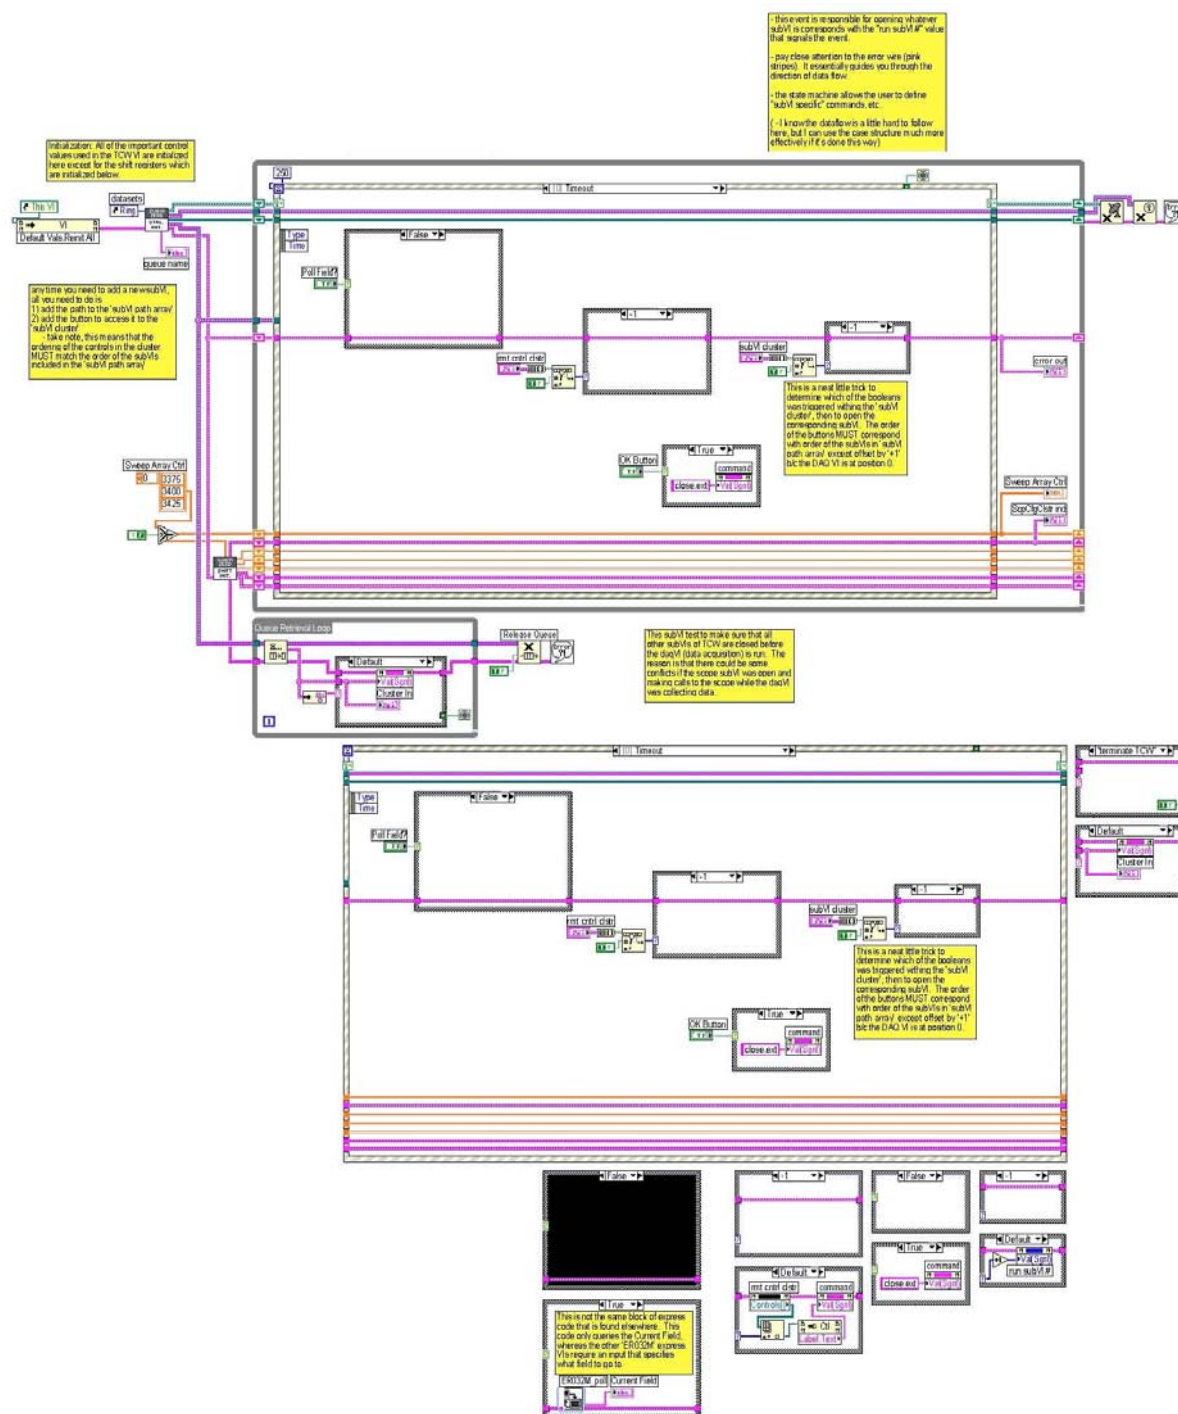 - this event is responsible for opening whatever
subVI is corresponds with the "run subVI #" value
that signals the event.
- pay close attention to the error wire (pink
stripes). It essentially guides you through the
direction of data flow.
- the state machine allows the user to define
"subVI specific" commands, etc..
( - I know the dataflow is a little hard to follow
here, but I can use the case structure much more
effectively if it's done this way)
Initialization: All of the important control
values used in the TCW VI are initialized
here except for the shift registers which
are initialized below.
250
[0] Timeout
This VI
datasets
Ring
VI
Default Vals.Reinit All
queue name
Type
Time
False
Poll Field?
any time you need to add a new subVI,
all you need to do is
1) add the path to the 'subVI path array'
2) add the button to access it to the
'subVI cluster'
- take note, this means that the
ordering of the controls in the cluster
MUST match the order of the subVIs
included in the 'subVI path array'
-1
-1
rmt cntrl clstr
subVI cluster
error out
This is a neat little trick to
determine which of the booleans
was triggered withing the 'subVI
cluster', then to open the
corresponding subVI. The order
of the buttons MUST correspond
with order of the subVIs in 'subVI
path array' except offset by '+1'
b/c the DAQ VI is at position 0.
True
OK Button
command
close.ext
Val(Sgnl)
Sweep Array Ctrl
0
3375
3400
3425
Sweep Array Ctrl
ScpCfgClstr ind
Queue Retrieval Loop
Release Queue
Default
Val(Sgnl)
Cluster In
This subVI test to make sure that all
other subVIs of TCW are closed before
the daqVI (data acquisition) is run. The
reason is that there could be some
conflicts if the scope subVI was open and
making calls to the scope while the daqVI
was collecting data.
[0] Timeout
"terminate TCW"
Type
Time
False
Poll Field?
Default
Val(Sgnl)
Cluster In
-1
-1
rmt cntrl clstr
subVI cluster
This is a neat little trick to
determine which of the booleans
was triggered withing the 'subVI
cluster', then to open the
corresponding subVI. The order
of the buttons MUST correspond
with order of the subVIs in 'subVI
path array' except offset by '+1'
b/c the DAQ VI is at position 0.
True
OK Button
command
close.ext
Val(Sgnl)
False
-1
False
-1
True
command
close.ext
Val(Sgnl)
Default
Val(Sgnl)
run subVI #
Default
rmt cntrl clstr
command
Controls[]
Val(Sgnl)
Ctl
Label.Text
True
This is not the same block of express
code that is found elsewhere. This
code only queries the Current Field,
whereas the other 'ER032M' express
VIs require an input that specifies
what field to go to.
ER032M_poll
Current Field